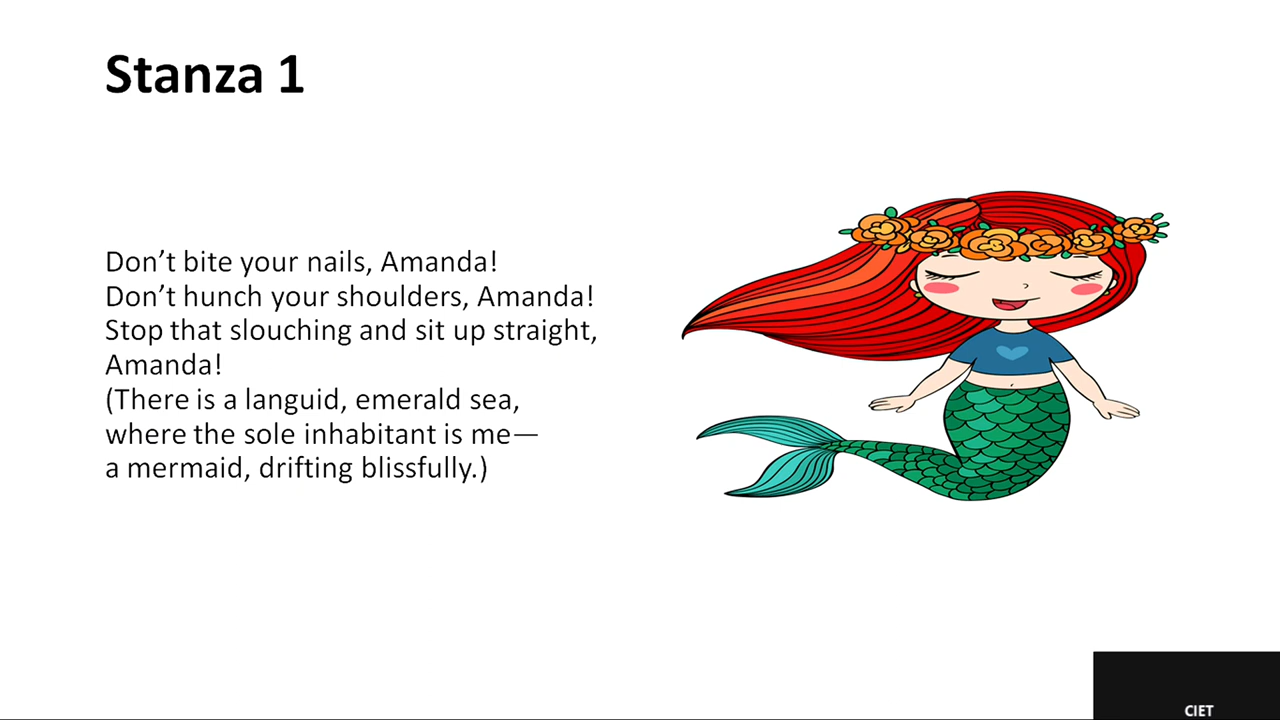 Stanza 1
Don’t bite your nails, Amanda!
Don’t hunch your shoulders, Amanda!
Stop that slouching and sit up straight,
Amanda!
(There is a languid, emerald sea,
where the sole inhabitant is me—
a mermaid, drifting blissfully.)
CIET